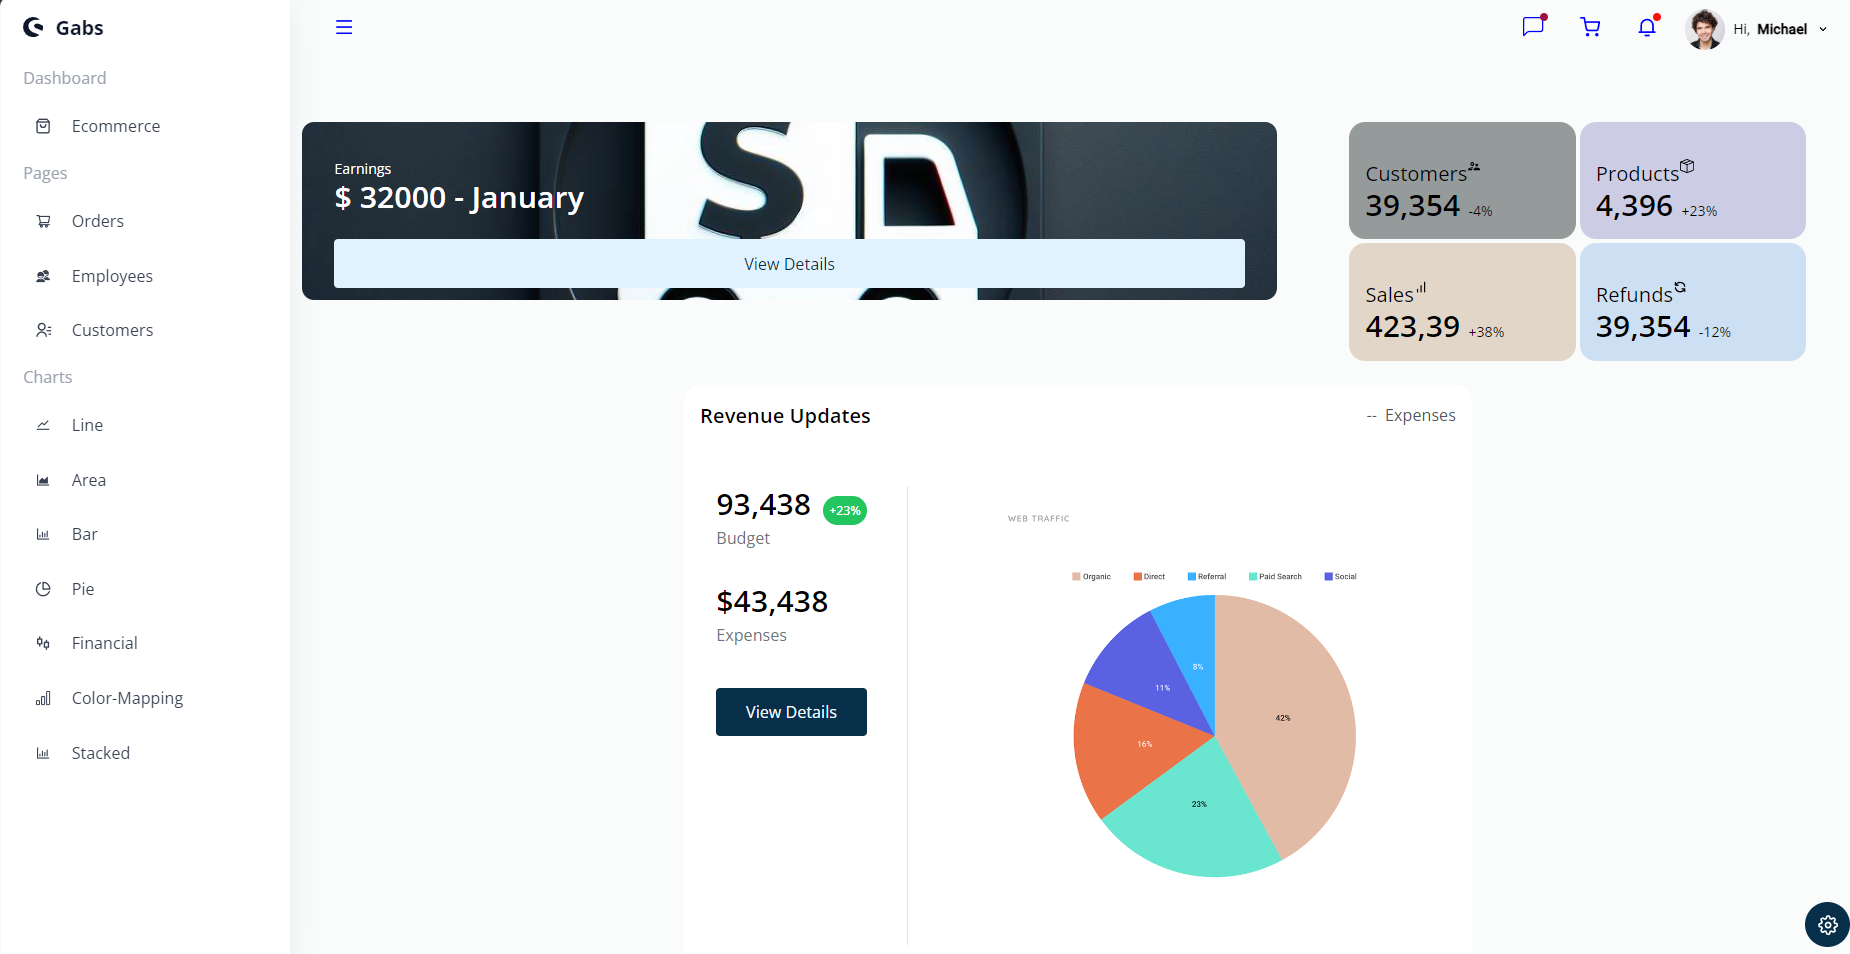 Gabs
Dashboard
Ecommerce
Pages
Orders
Employees
Customers
Charts
Line
Area
Bar
Pie
Financial
Color-Mapping
Stacked
Hi, Michael
Earnings
$ 32000 - January
S
View Details
Customers
39,354 -4%
Products
4,396 +23%
Sales
423,39 +38%
Refunds
39,354 -12%
Revenue Updates
-- Expenses
93,438 +23%
Budget
$43,438
Expenses
View Details
WEB TRAFFIC
Organic Direct Referral Paid Search Social
8%
11%
42%
16%
23%